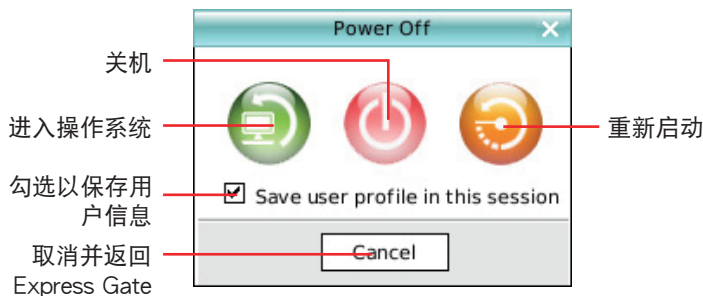 Power Off
关机
进入操作系统
重新启动
勾选以保存用
户信息
Save user profile in this session
取消并返回
Express Gate
Cancel